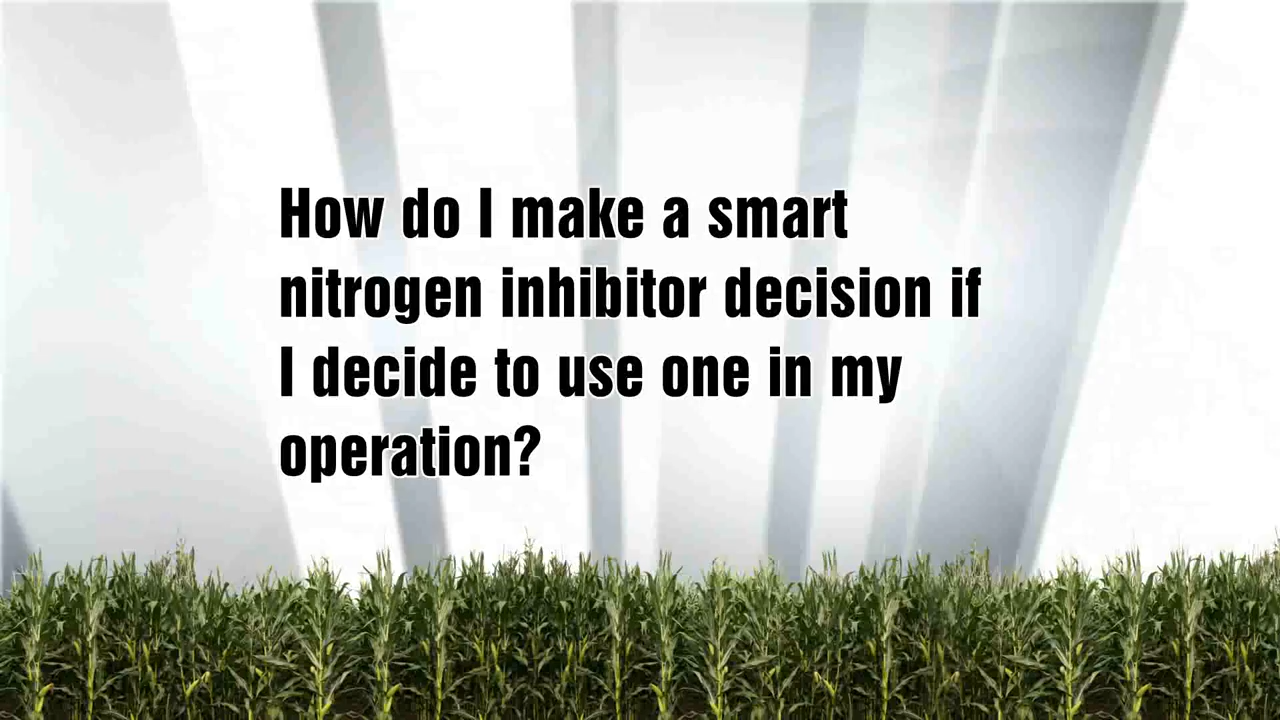 How do I make a smart
nitrogen inhibitor decision if
I decide to use one in my
operation?